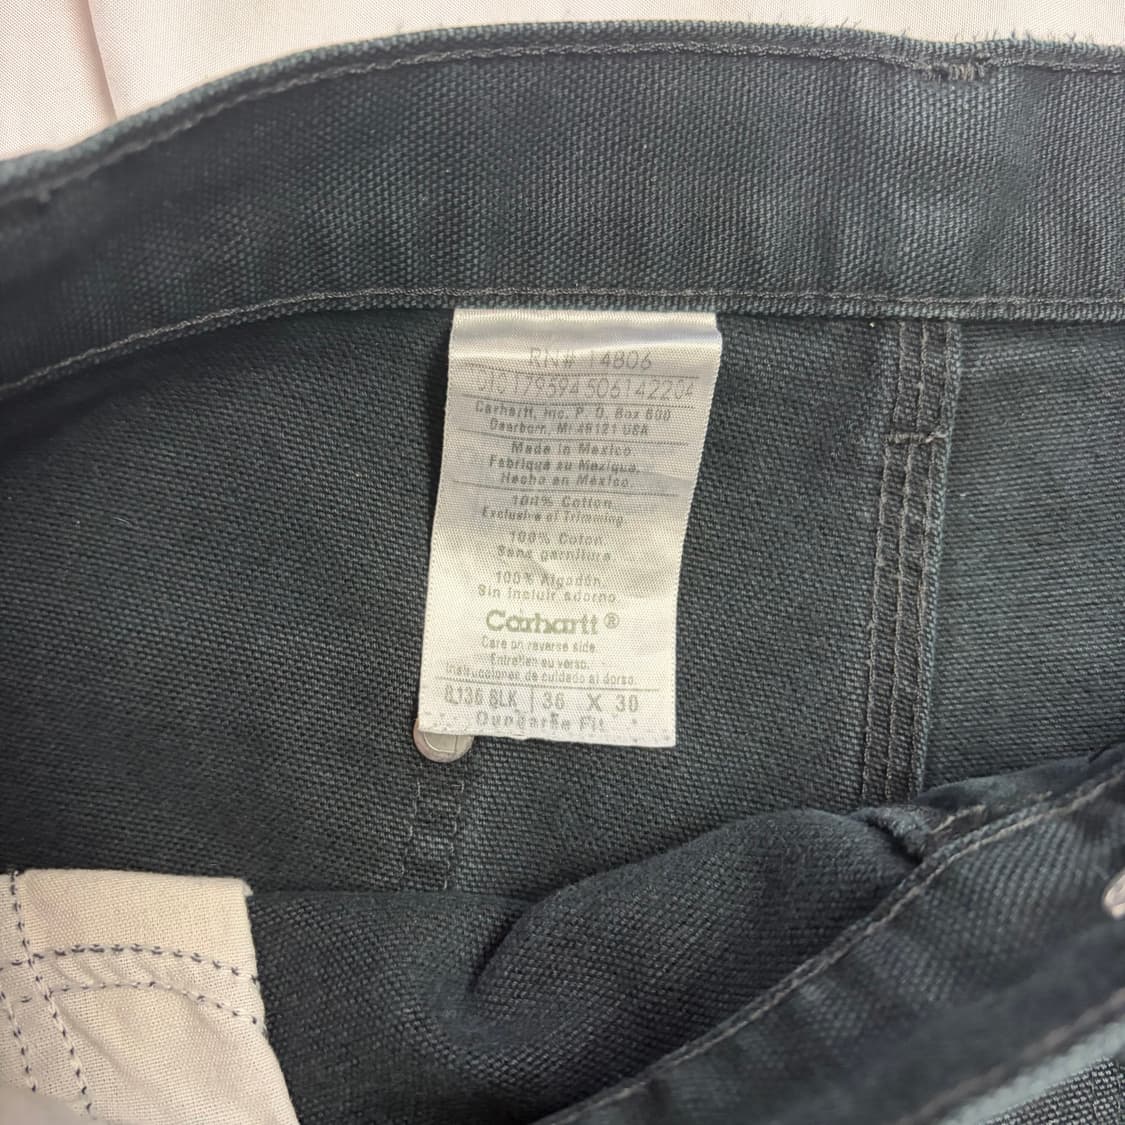 RN# 14806
Carhartt, Inc. P. O. Box 600
Dearborn, MI 48121 USA
Made in Mexico
Fabriqué au Mexique.
Hecho en México.
100% Cotton
Exclusive of Trimming.
100% Coton
Sans garniture
100% Algodón.
Sin incluir adorno.
Carhartt®
Care on reverse side.
Entretien au verso.
Instrucciones de cuidado al dorso.
B136 BLK 36 X 30
Dungaree Fit